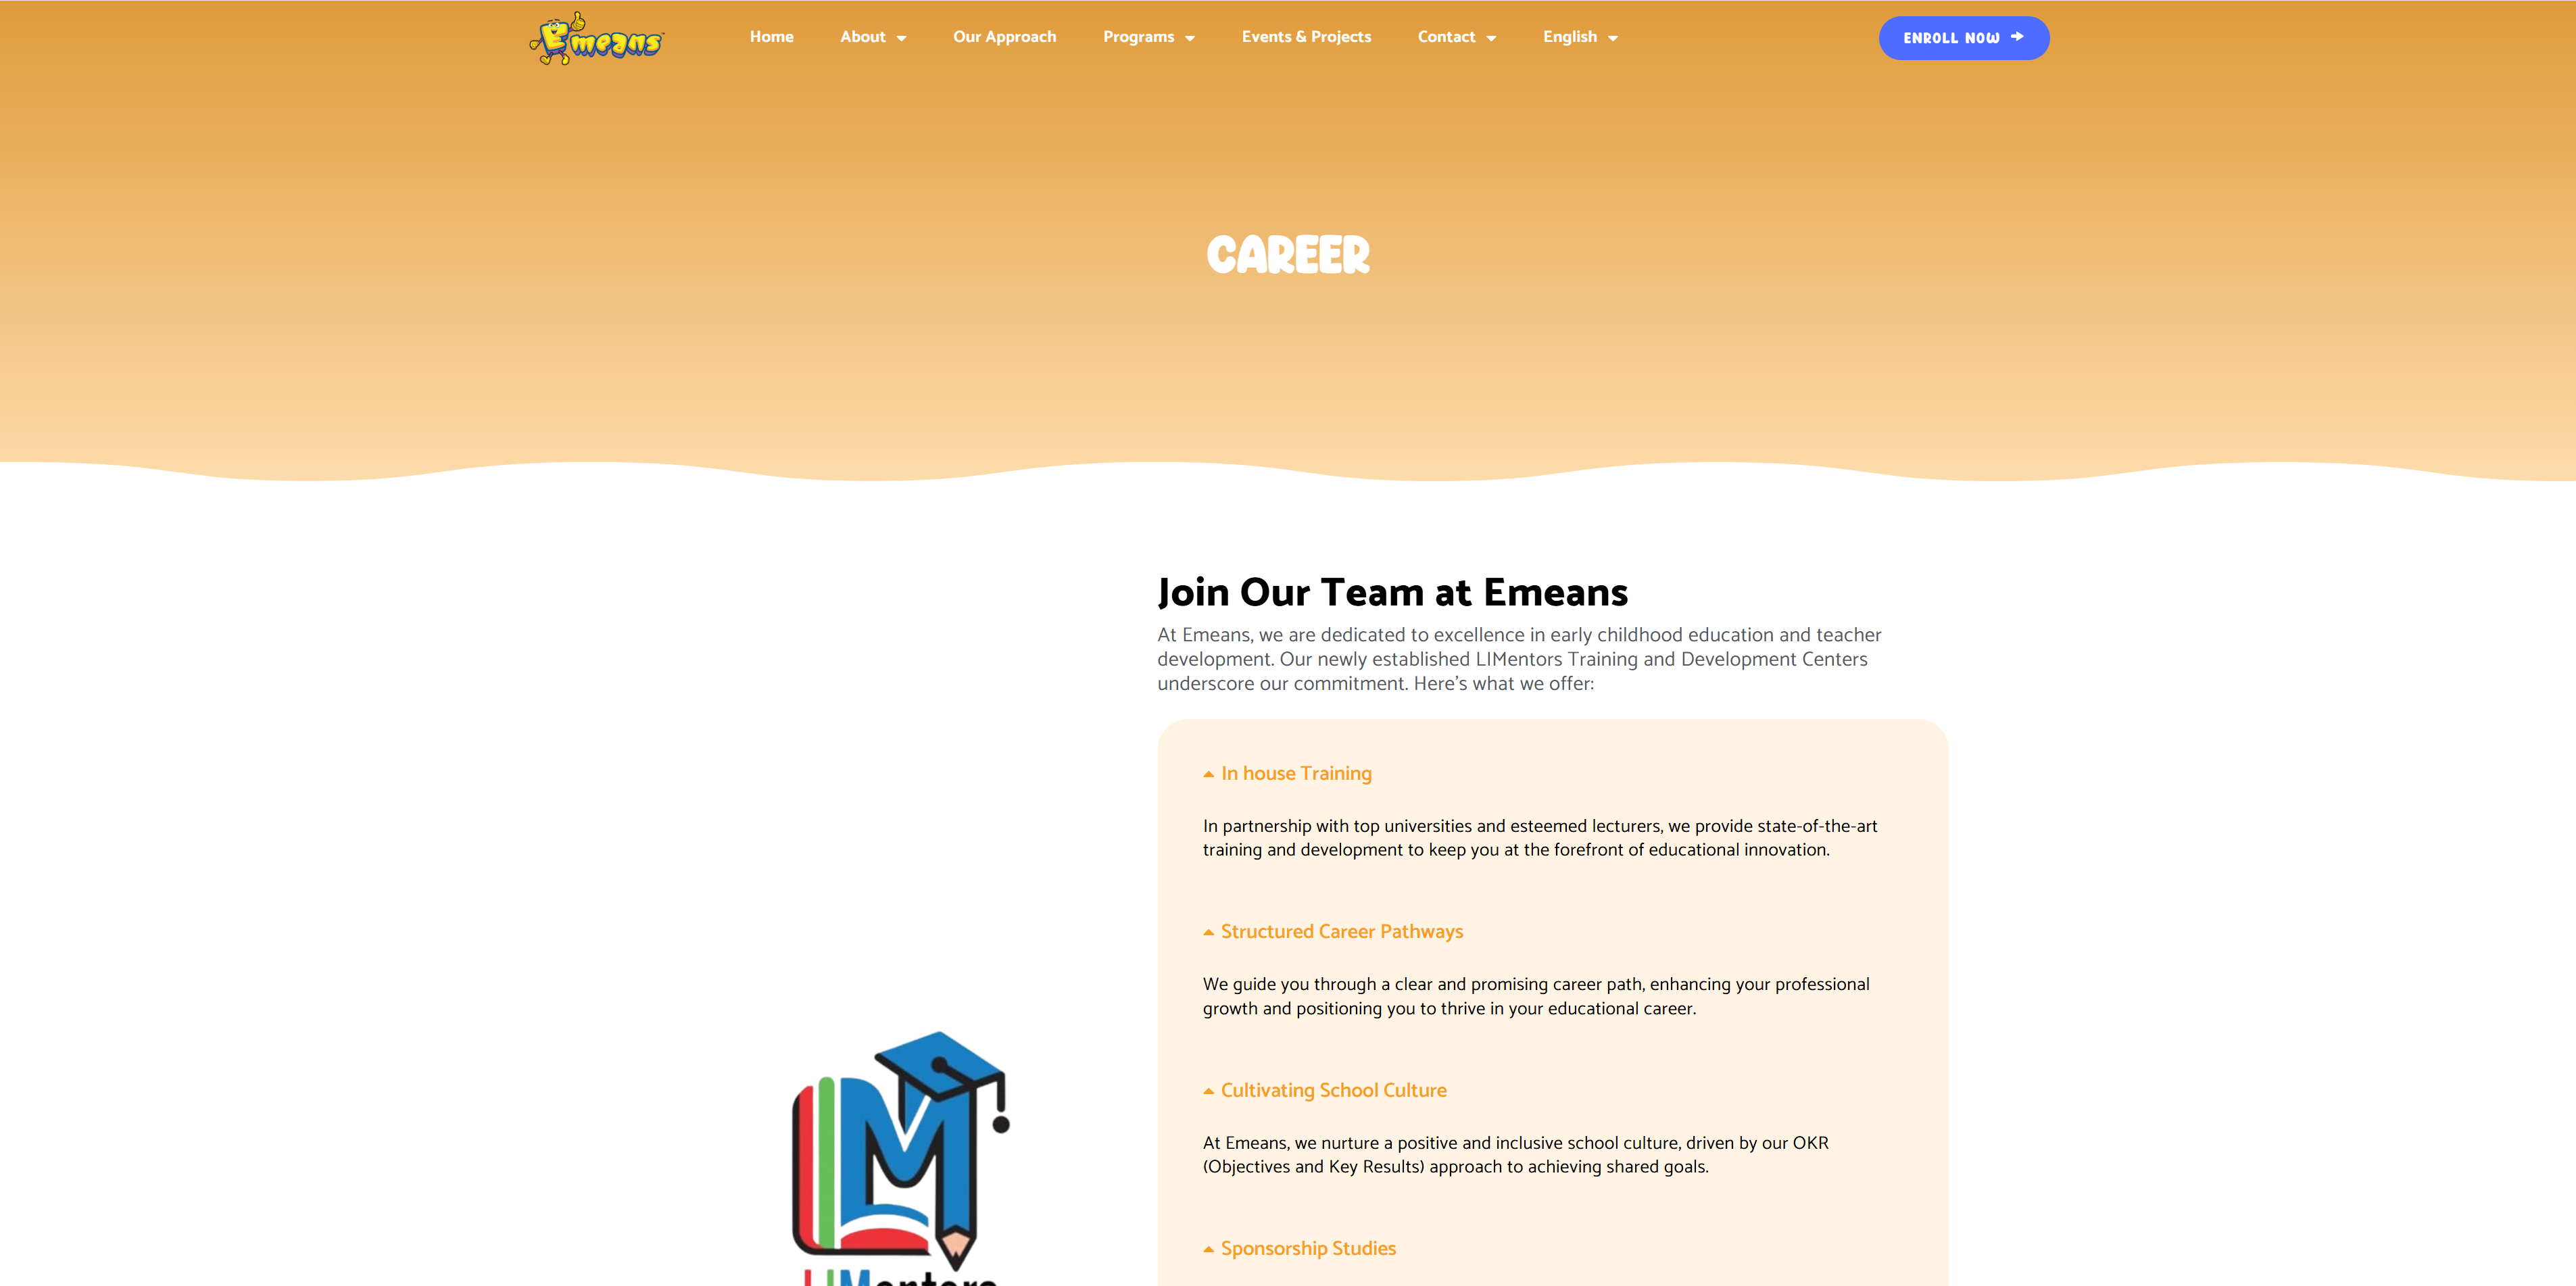 Emeans
Home
About
Our Approach
Programs
Events & Projects
Contact
English
ENROLL NOW
CAREER
Join Our Team at Emeans
At Emeans, we are dedicated to excellence in early childhood education and teacher
development. Our newly established LIMentors Training and Development Centers
underscore our commitment. Here's what we offer:
In house Training
In partnership with top universities and esteemed lecturers, we provide state-of-the-art
training and development to keep you at the forefront of educational innovation.
Structured Career Pathways
We guide you through a clear and promising career path, enhancing your professional
growth and positioning you to thrive in your educational career.
Cultivating School Culture
At Emeans, we nurture a positive and inclusive school culture, driven by our OKR
(Objectives and Key Results) approach to achieving shared goals.
Sponsorship Studies
LIM
LIMentors